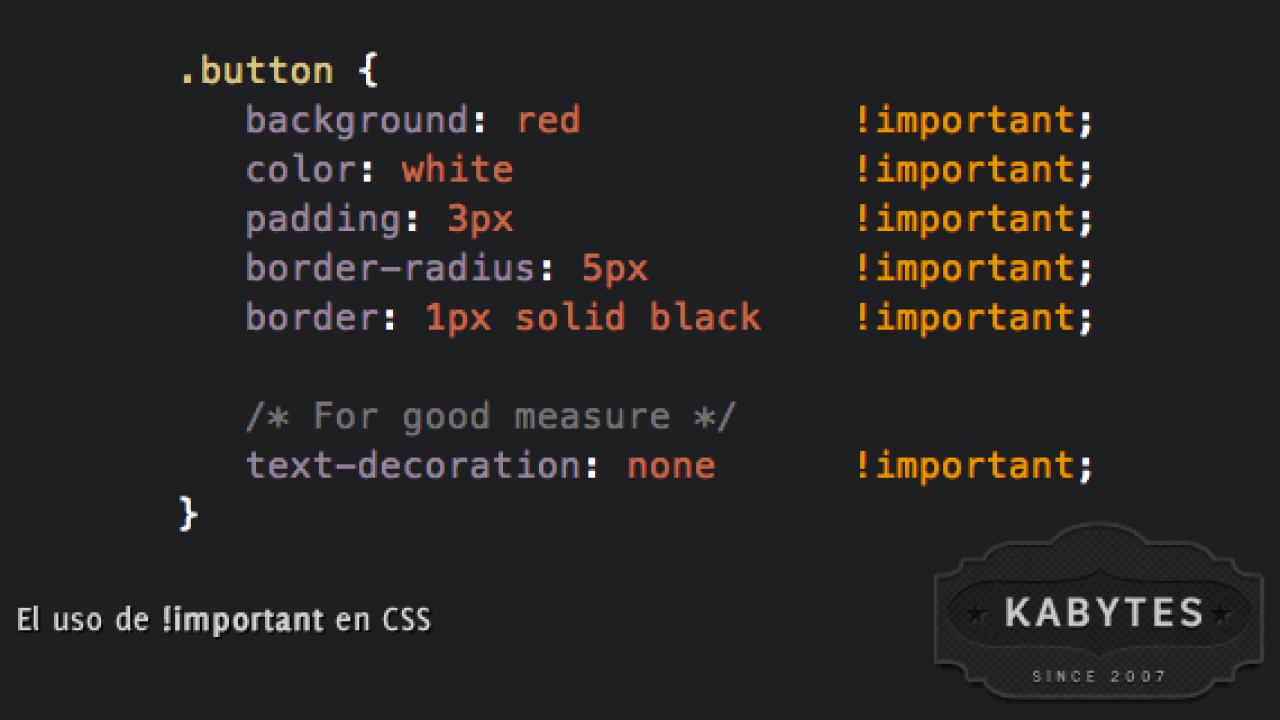 .button {
background: red !important;
color: white !important;
padding: 3px !important;
border-radius: 5px !important;
border: 1px solid black !important;
/* For good measure */
text-decoration: none !important;
}
El uso de !important en CSS
KABYTES
SINCE 2007